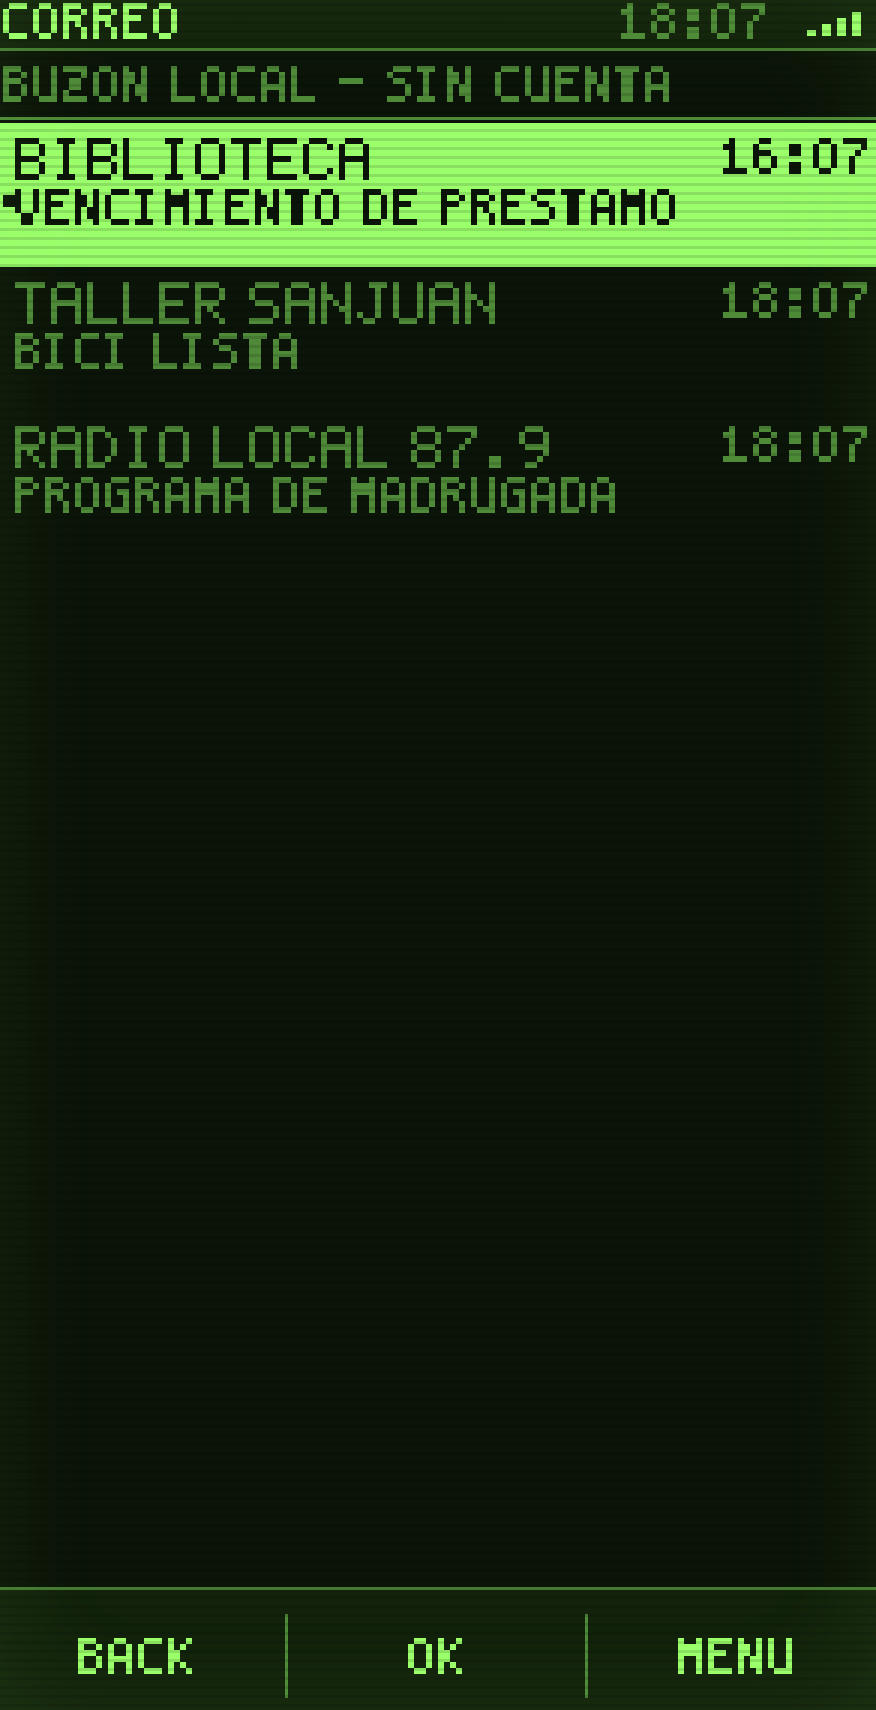 CORREO 18:07
BUZON LOCAL - SIN CUENTA
BIBLIOTECA 16:07
VENCIMIENTO DE PRESTAMO
TALLER SANJUAN 18:07
BICI LISTA
RADIO LOCAL 87.9 18:07
PROGRAMA DE MADRUGADA
BACK OK MENU